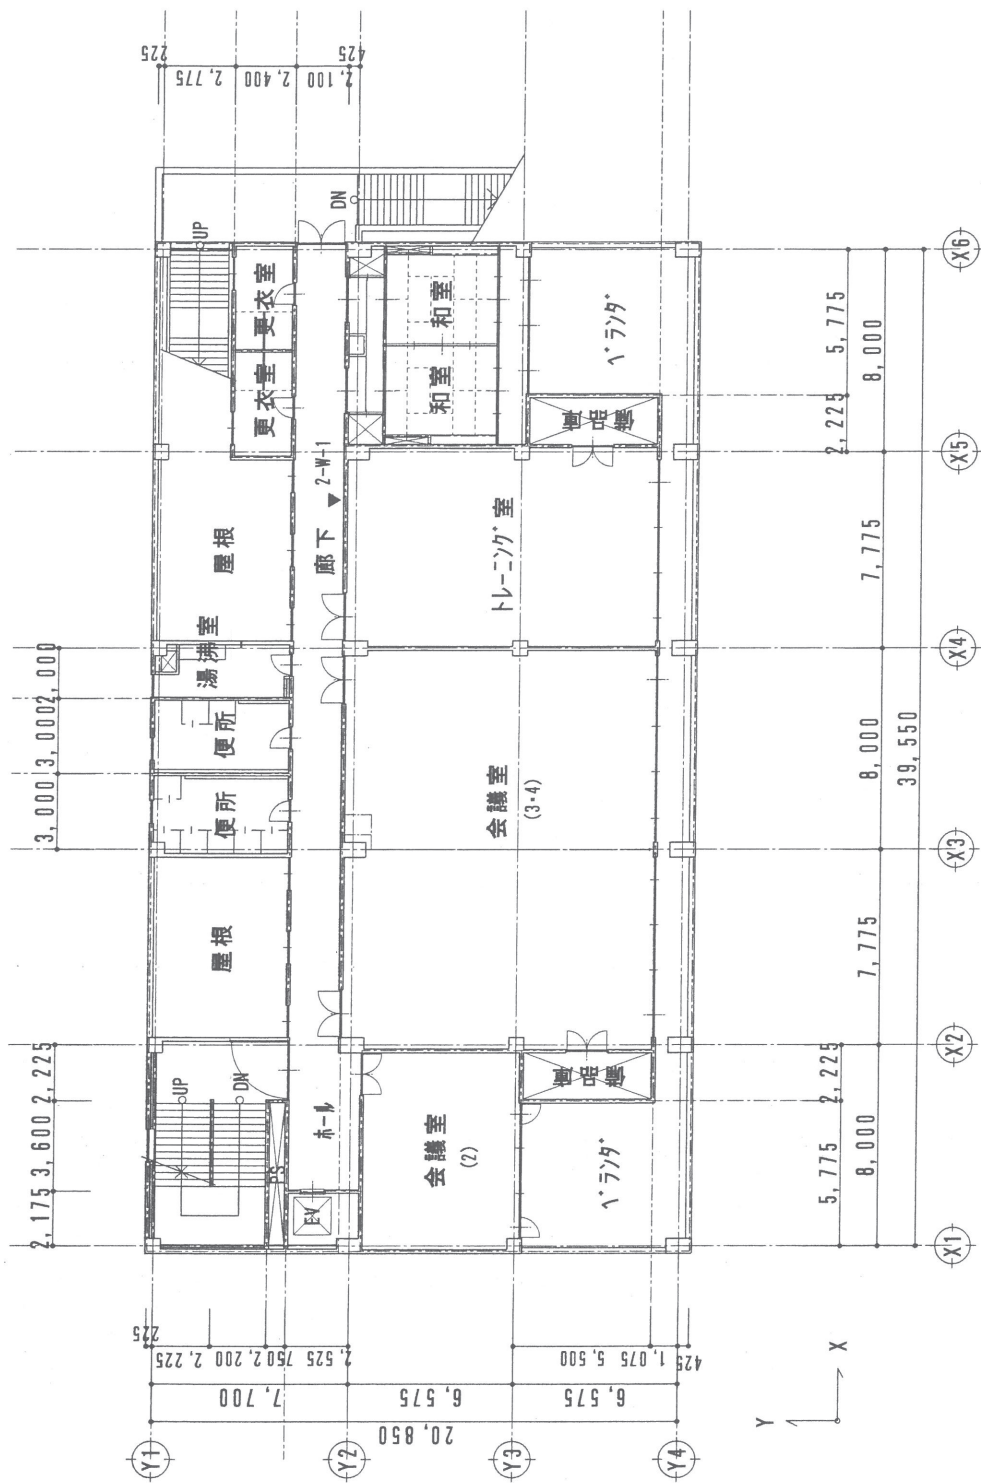 2,175
3,600
2,225
3,000
3,000
2,000
225
2,225
2,200
750
2,525
5,500
1,075
425
7,700
6,575
6,575
20,850
Y1
Y2
Y3
Y4
UP
DN
PS
EV
ホール
屋根
便所
便所
湯沸室
屋根
廊下
2-W-1
更衣室
更衣室
UP
DN
225
2,775
2,400
2,100
425
会議室
(2)
会議室
(3・4)
トレーニング室
和室
和室
備品庫
備品庫
ベランダ
ベランダ
5,775
2,225
2,225
5,775
8,000
7,775
8,000
7,775
8,000
39,550
X1
X2
X3
X4
X5
X6
Y
X